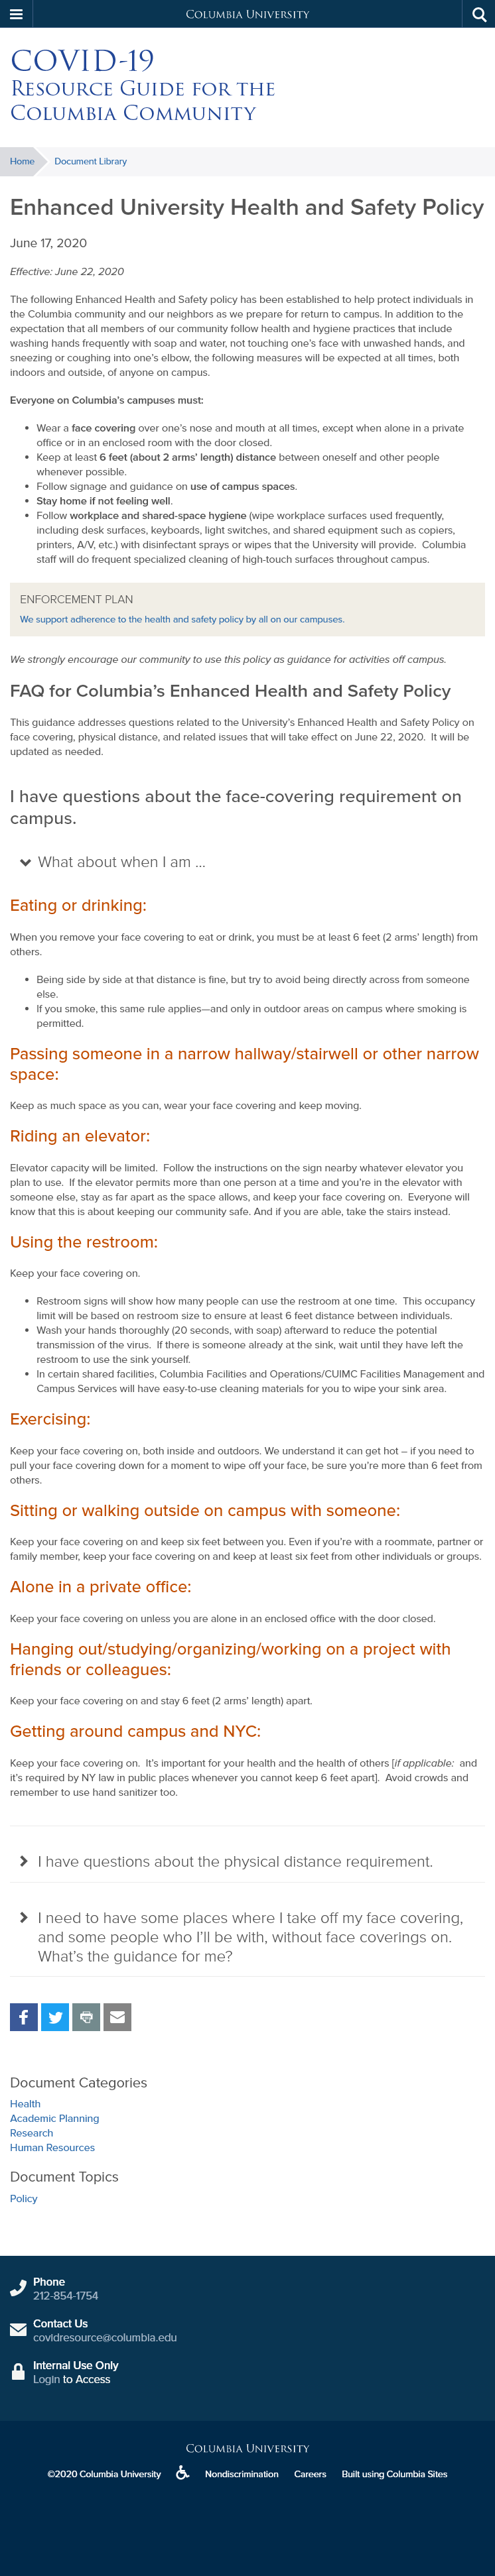 Columbia University
COVID-19
Resource Guide for the
Columbia Community
Home
Document Library
Enhanced University Health and Safety Policy
June 17, 2020
Effective: June 22, 2020
The following Enhanced Health and Safety policy has been established to help protect individuals in
the Columbia community and our neighbors as we prepare for return to campus. In addition to the
expectation that all members of our community follow health and hygiene practices that include
washing hands frequently with soap and water, not touching one's face with unwashed hands, and
sneezing or coughing into one's elbow, the following measures will be expected at all times, both
indoors and outside, of anyone on campus.
Everyone on Columbia's campuses must:
• Wear a face covering over one's nose and mouth at all times, except when alone in a private
office or in an enclosed room with the door closed.
• Keep at least 6 feet (about 2 arms' length) distance between oneself and other people
whenever possible.
• Follow signage and guidance on use of campus spaces.
• Stay home if not feeling well.
• Follow workplace and shared-space hygiene (wipe workplace surfaces used frequently,
including desk surfaces, keyboards, light switches, and shared equipment such as copiers,
printers, A/V, etc.) with disinfectant sprays or wipes that the University will provide. Columbia
staff will do frequent specialized cleaning of high-touch surfaces throughout campus.
ENFORCEMENT PLAN
We support adherence to the health and safety policy by all on our campuses.
We strongly encourage our community to use this policy as guidance for activities off campus.
FAQ for Columbia's Enhanced Health and Safety Policy
This guidance addresses questions related to the University's Enhanced Health and Safety Policy on
face covering, physical distance, and related issues that will take effect on June 22, 2020. It will be
updated as needed.
I have questions about the face-covering requirement on
campus.
What about when I am ...
Eating or drinking:
When you remove your face covering to eat or drink, you must be at least 6 feet (2 arms' length) from
others.
• Being side by side at that distance is fine, but try to avoid being directly across from someone
else.
• If you smoke, this same rule applies—and only in outdoor areas on campus where smoking is
permitted.
Passing someone in a narrow hallway/stairwell or other narrow
space:
Keep as much space as you can, wear your face covering and keep moving.
Riding an elevator:
Elevator capacity will be limited. Follow the instructions on the sign nearby whatever elevator you
plan to use. If the elevator permits more than one person at a time and you're in the elevator with
someone else, stay as far apart as the space allows, and keep your face covering on. Everyone will
know that this is about keeping our community safe. And if you are able, take the stairs instead.
Using the restroom:
Keep your face covering on.
• Restroom signs will show how many people can use the restroom at one time. This occupancy
limit will be based on restroom size to ensure at least 6 feet distance between individuals.
• Wash your hands thoroughly (20 seconds, with soap) afterward to reduce the potential
transmission of the virus. If there is someone already at the sink, wait until they have left the
restroom to use the sink yourself.
• In certain shared facilities, Columbia Facilities and Operations/CUIMC Facilities Management and
Campus Services will have easy-to-use cleaning materials for you to wipe your sink area.
Exercising:
Keep your face covering on, both inside and outdoors. We understand it can get hot – if you need to
pull your face covering down for a moment to wipe off your face, be sure you're more than 6 feet from
others.
Sitting or walking outside on campus with someone:
Keep your face covering on and keep six feet between you. Even if you're with a roommate, partner or
family member, keep your face covering on and keep at least six feet from other individuals or groups.
Alone in a private office:
Keep your face covering on unless you are alone in an enclosed office with the door closed.
Hanging out/studying/organizing/working on a project with
friends or colleagues:
Keep your face covering on and stay 6 feet (2 arms' length) apart.
Getting around campus and NYC:
Keep your face covering on. It's important for your health and the health of others [if applicable: and
it's required by NY law in public places whenever you cannot keep 6 feet apart]. Avoid crowds and
remember to use hand sanitizer too.
I have questions about the physical distance requirement.
I need to have some places where I take off my face covering,
and some people who I'll be with, without face coverings on.
What's the guidance for me?
Document Categories
Health
Academic Planning
Research
Human Resources
Document Topics
Policy
Phone
212-854-1754
Contact Us
covidresource@columbia.edu
Internal Use Only
Login to Access
Columbia University
©2020 Columbia University
Nondiscrimination
Careers
Built using Columbia Sites